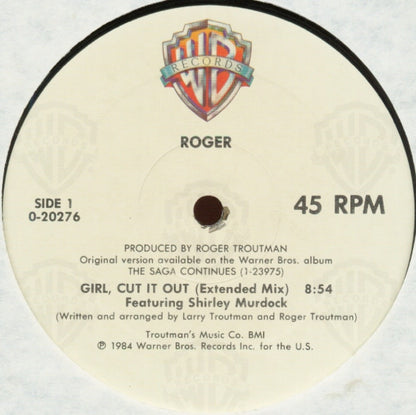 WB
RECORDS
ROGER
SIDE 1
0-20276
45 RPM
PRODUCED BY ROGER TROUTMAN
Original version available on the Warner Bros. album
THE SAGA CONTINUES (1-23975)
GIRL, CUT IT OUT (Extended Mix) 8:54
Featuring Shirley Murdock
(Written and arranged by Larry Troutman and Roger Troutman)
Troutman's Music Co. BMI
℗ 1984 Warner Bros. Records Inc. for the U.S.